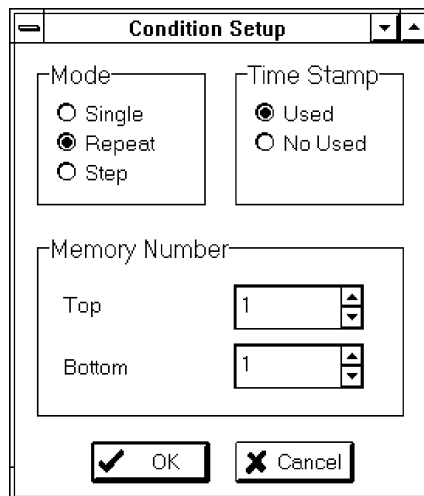 Condition Setup
Mode
Single
Repeat
Step
Time Stamp
Used
No Used
Memory Number
Top 1
Bottom 1
OK Cancel